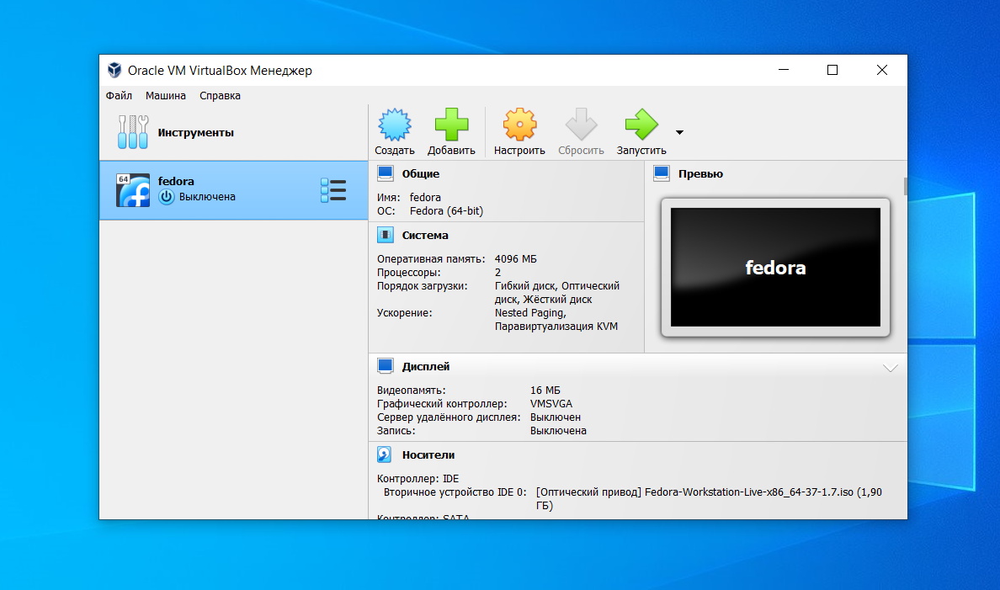 Oracle VM VirtualBox Менеджер
Файл Машина Справка
Инструменты
Создать Добавить Настроить Сбросить Запустить
64
fedora
Выключена
Общие
Имя: fedora
ОС: Fedora (64-bit)
Превью
fedora
Система
Оперативная память: 4096 МБ
Процессоры: 2
Порядок загрузки: Гибкий диск, Оптический
диск, Жёсткий диск
Ускорение: Nested Paging,
Паравиртуализация KVM
Дисплей
Видеопамять: 16 МБ
Графический контроллер: VMSVGA
Сервер удалённого дисплея: Выключен
Запись: Выключена
Носители
Контроллер: IDE
Вторичное устройство IDE 0: [Оптический привод] Fedora-Workstation-Live-x86_64-37-1.7.iso (1,90
ГБ)
Контроллер: SATA